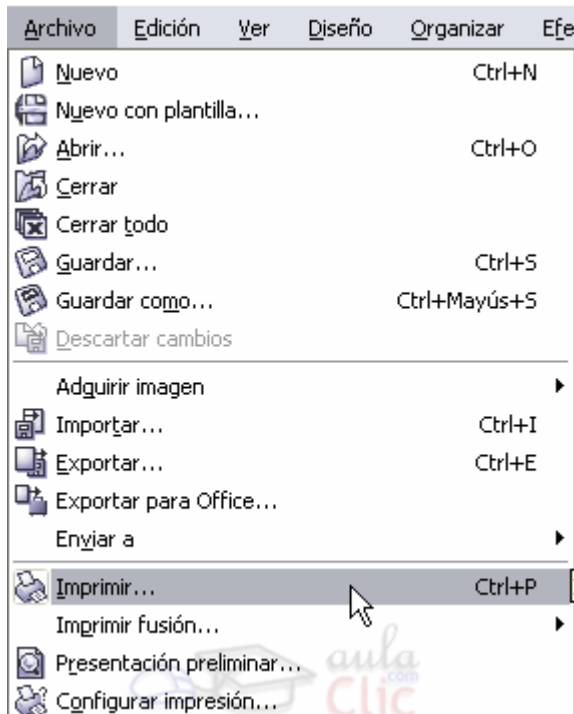 Archivo Edición Ver Diseño Organizar Efe
Nuevo Ctrl+N
Nuevo con plantilla...
Abrir... Ctrl+O
Cerrar
Cerrar todo
Guardar... Ctrl+S
Guardar como... Ctrl+Mayús+S
Descartar cambios
Adquirir imagen
Importar... Ctrl+I
Exportar... Ctrl+E
Exportar para Office...
Enviar a
Imprimir... Ctrl+P
Imprimir fusión...
Presentación preliminar...
Configurar impresión...
aula
Clic
.com